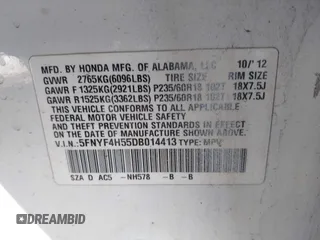 MFD. BY HONDA MFG. OF ALABAMA, LLC 10/'12
GVWR 2765KG(6096LBS) TIRE SIZE RIM SIZE
GAWR F 1325KG(2921LBS) P235/60R18 102T 18X7.5J
GAWR R 1525KG(3362LBS) P235/60R18 102T 18X7.5J
THIS VEHICLE CONFORMS TO ALL APPLICABLE
FEDERAL MOTOR VEHICLE SAFETY AND
THEFT PREVENTION STANDARDS IN EFFECT ON
THE DATE OF MANUFACTURE SHOWN ABOVE.
V.I.N.:5FNYF4H55DB014413 TYPE: MPV
SZA D AC5 -NH578 -B -B
© AUTOBIDMASTER